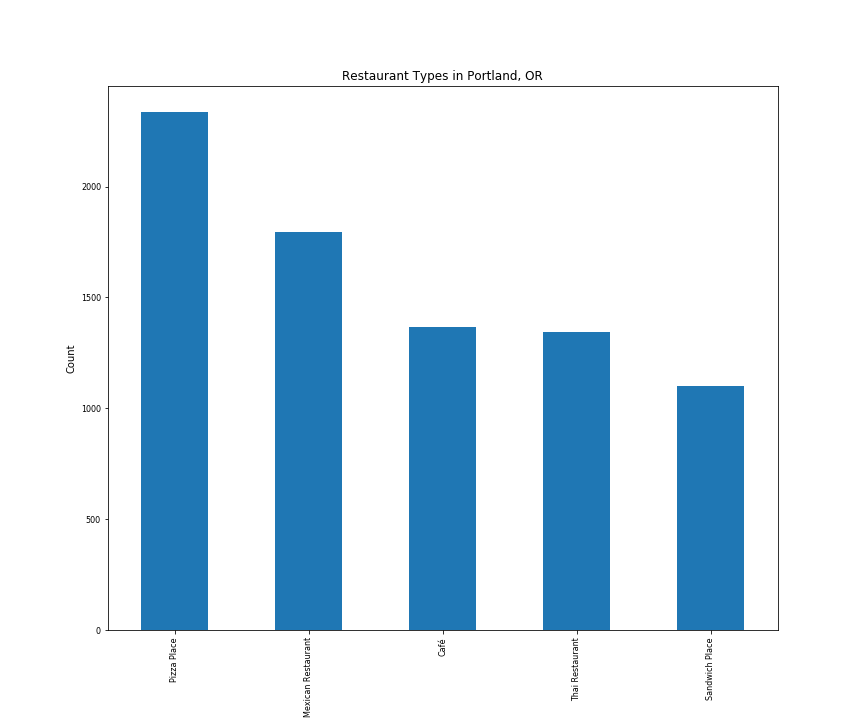 Restaurant Types in Portland, OR
Count
2000
1500
1000
500
0
Pizza Place
Mexican Restaurant
Café
Thai Restaurant
Sandwich Place